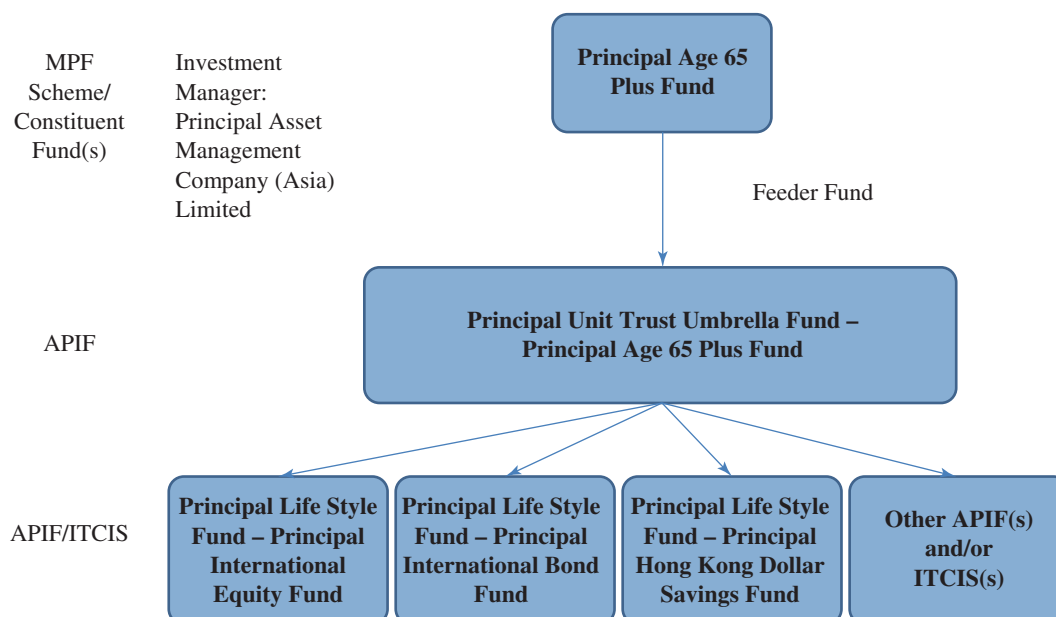 MPF
Scheme/
Constituent
Fund(s)
Investment
Manager:
Principal Asset
Management
Company (Asia)
Limited
Principal Age 65
Plus Fund
Feeder Fund
APIF
Principal Unit Trust Umbrella Fund –
Principal Age 65 Plus Fund
APIF/ITCIS
Principal Life Style
Fund – Principal
International
Equity Fund
Principal Life Style
Fund – Principal
International Bond
Fund
Principal Life Style
Fund – Principal
Hong Kong Dollar
Savings Fund
Other APIF(s)
and/or
ITCIS(s)